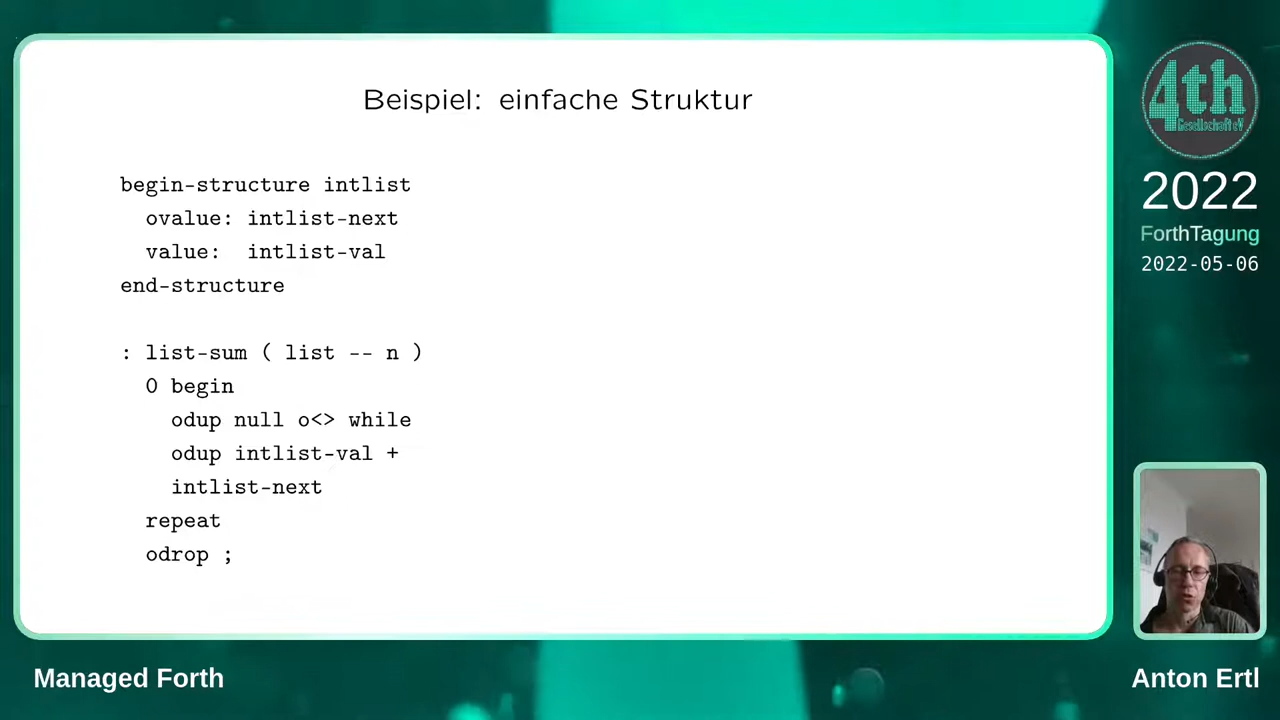 Beispiel: einfache Struktur
begin-structure intlist
ovalue: intlist-next
value: intlist-val
end-structure
: list-sum ( list -- n )
0 begin
odup null o<> while
odup intlist-val +
intlist-next
repeat
odrop ;
4th
Gesellschaft eV
2022
ForthTagung
2022-05-06
Managed Forth
Anton Ertl